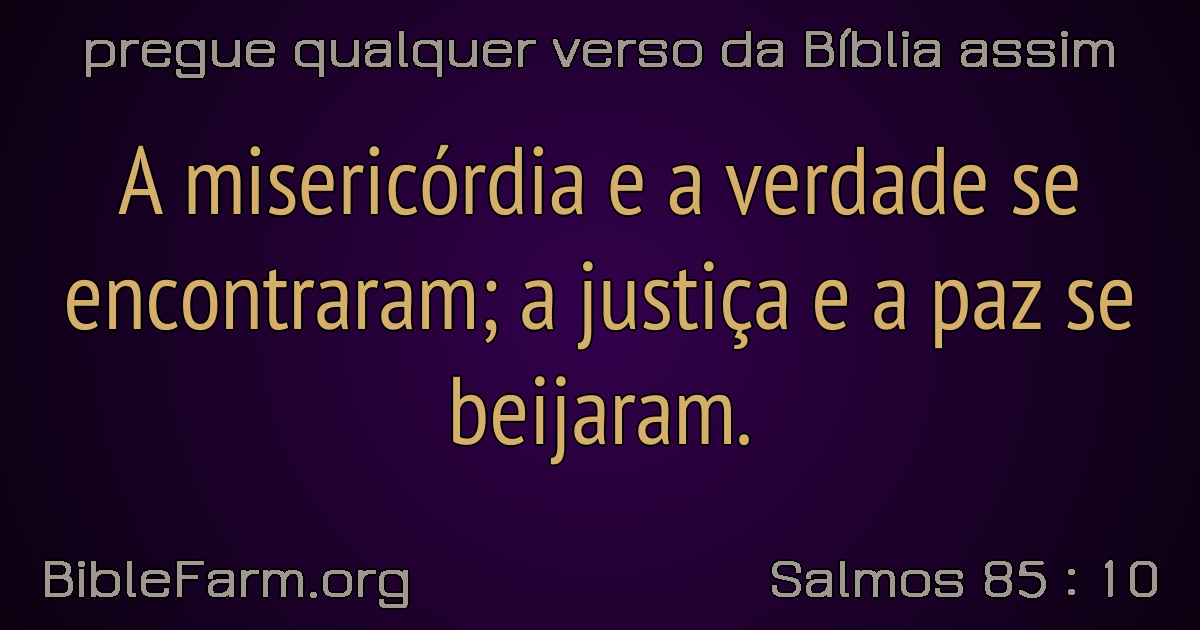 pregue qualquer verso da Bíblia assim
A misericórdia e a verdade se
encontraram; a justiça e a paz se
beijaram.
BibleFarm.org
Salmos 85 : 10